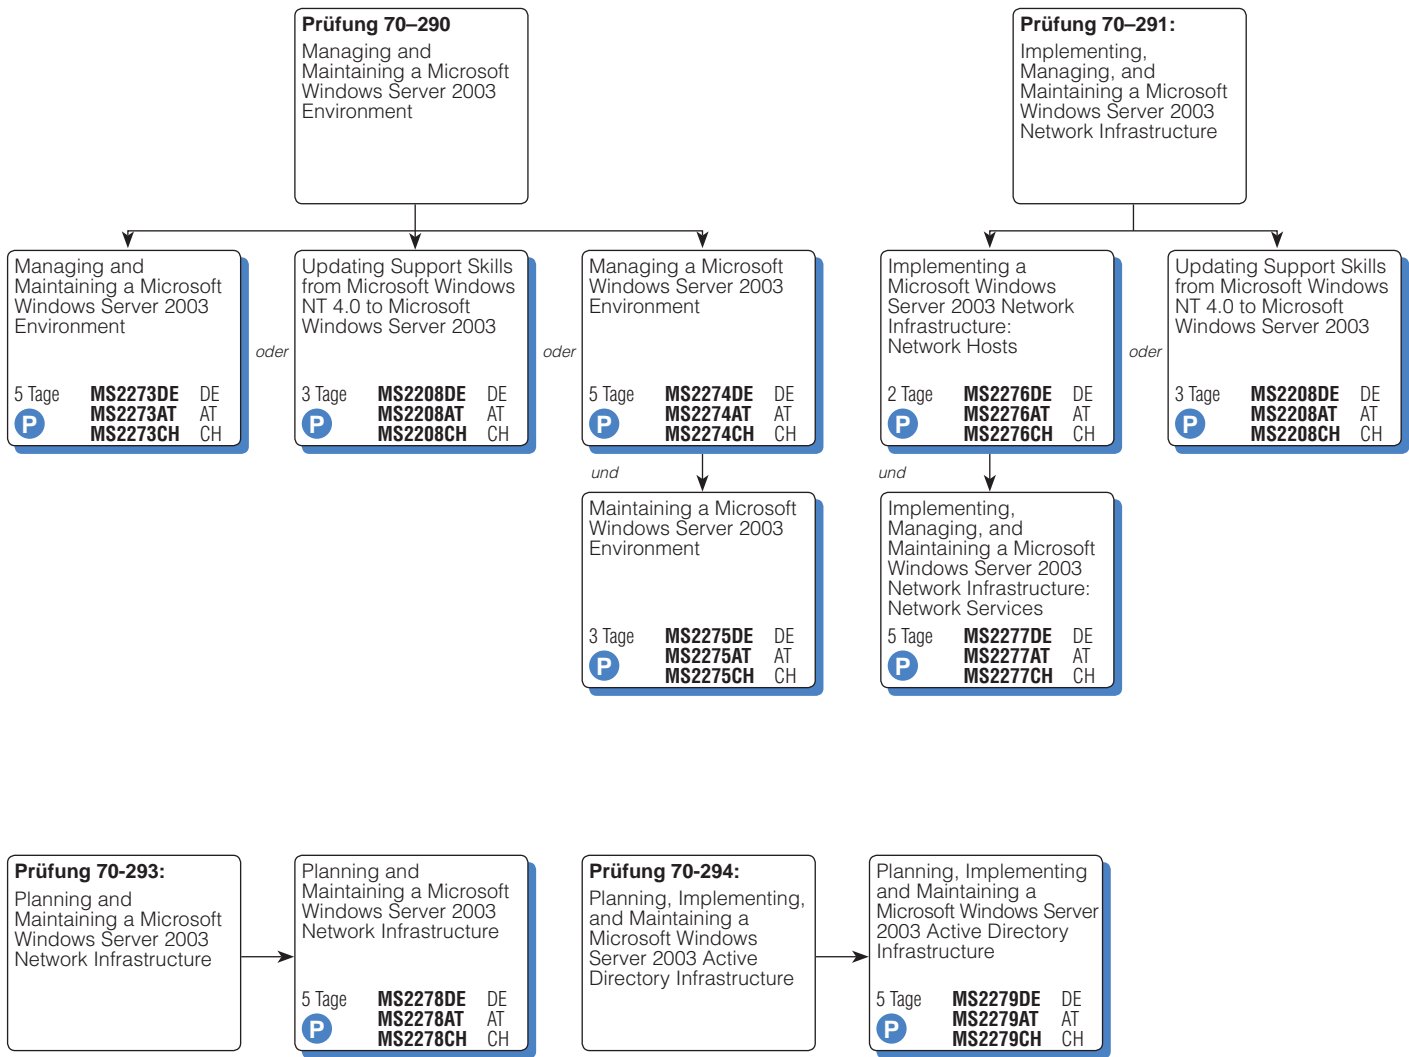 Prüfung 70–290
Managing and
Maintaining a Microsoft
Windows Server 2003
Environment
Prüfung 70–291:
Implementing,
Managing, and
Maintaining a Microsoft
Windows Server 2003
Network Infrastructure
Managing and
Maintaining a Microsoft
Windows Server 2003
Environment
5 Tage MS2273DE DE
MS2273AT AT
P
MS2273CH CH
oder
Updating Support Skills
from Microsoft Windows
NT 4.0 to Microsoft
Windows Server 2003
3 Tage MS2208DE DE
MS2208AT AT
P
MS2208CH CH
oder
Managing a Microsoft
Windows Server 2003
Environment
5 Tage MS2274DE DE
MS2274AT AT
P
MS2274CH CH
Implementing a
Microsoft Windows
Server 2003 Network
Infrastructure:
Network Hosts
2 Tage MS2276DE DE
MS2276AT AT
P
MS2276CH CH
oder
Updating Support Skills
from Microsoft Windows
NT 4.0 to Microsoft
Windows Server 2003
3 Tage MS2208DE DE
MS2208AT AT
P
MS2208CH CH
und
Maintaining a Microsoft
Windows Server 2003
Environment
3 Tage MS2275DE DE
MS2275AT AT
P
MS2275CH CH
und
Implementing,
Managing, and
Maintaining a Microsoft
Windows Server 2003
Network Infrastructure:
Network Services
5 Tage MS2277DE DE
MS2277AT AT
P
MS2277CH CH
Prüfung 70-293:
Planning and
Maintaining a Microsoft
Windows Server 2003
Network Infrastructure
Planning and
Maintaining a Microsoft
Windows Server 2003
Network Infrastructure
5 Tage MS2278DE DE
MS2278AT AT
P
MS2278CH CH
Prüfung 70-294:
Planning, Implementing,
and Maintaining a
Microsoft Windows
Server 2003 Active
Directory Infrastructure
Planning, Implementing
and Maintaining a
Microsoft Windows Server
2003 Active Directory
Infrastructure
5 Tage MS2279DE DE
MS2279AT AT
P
MS2279CH CH